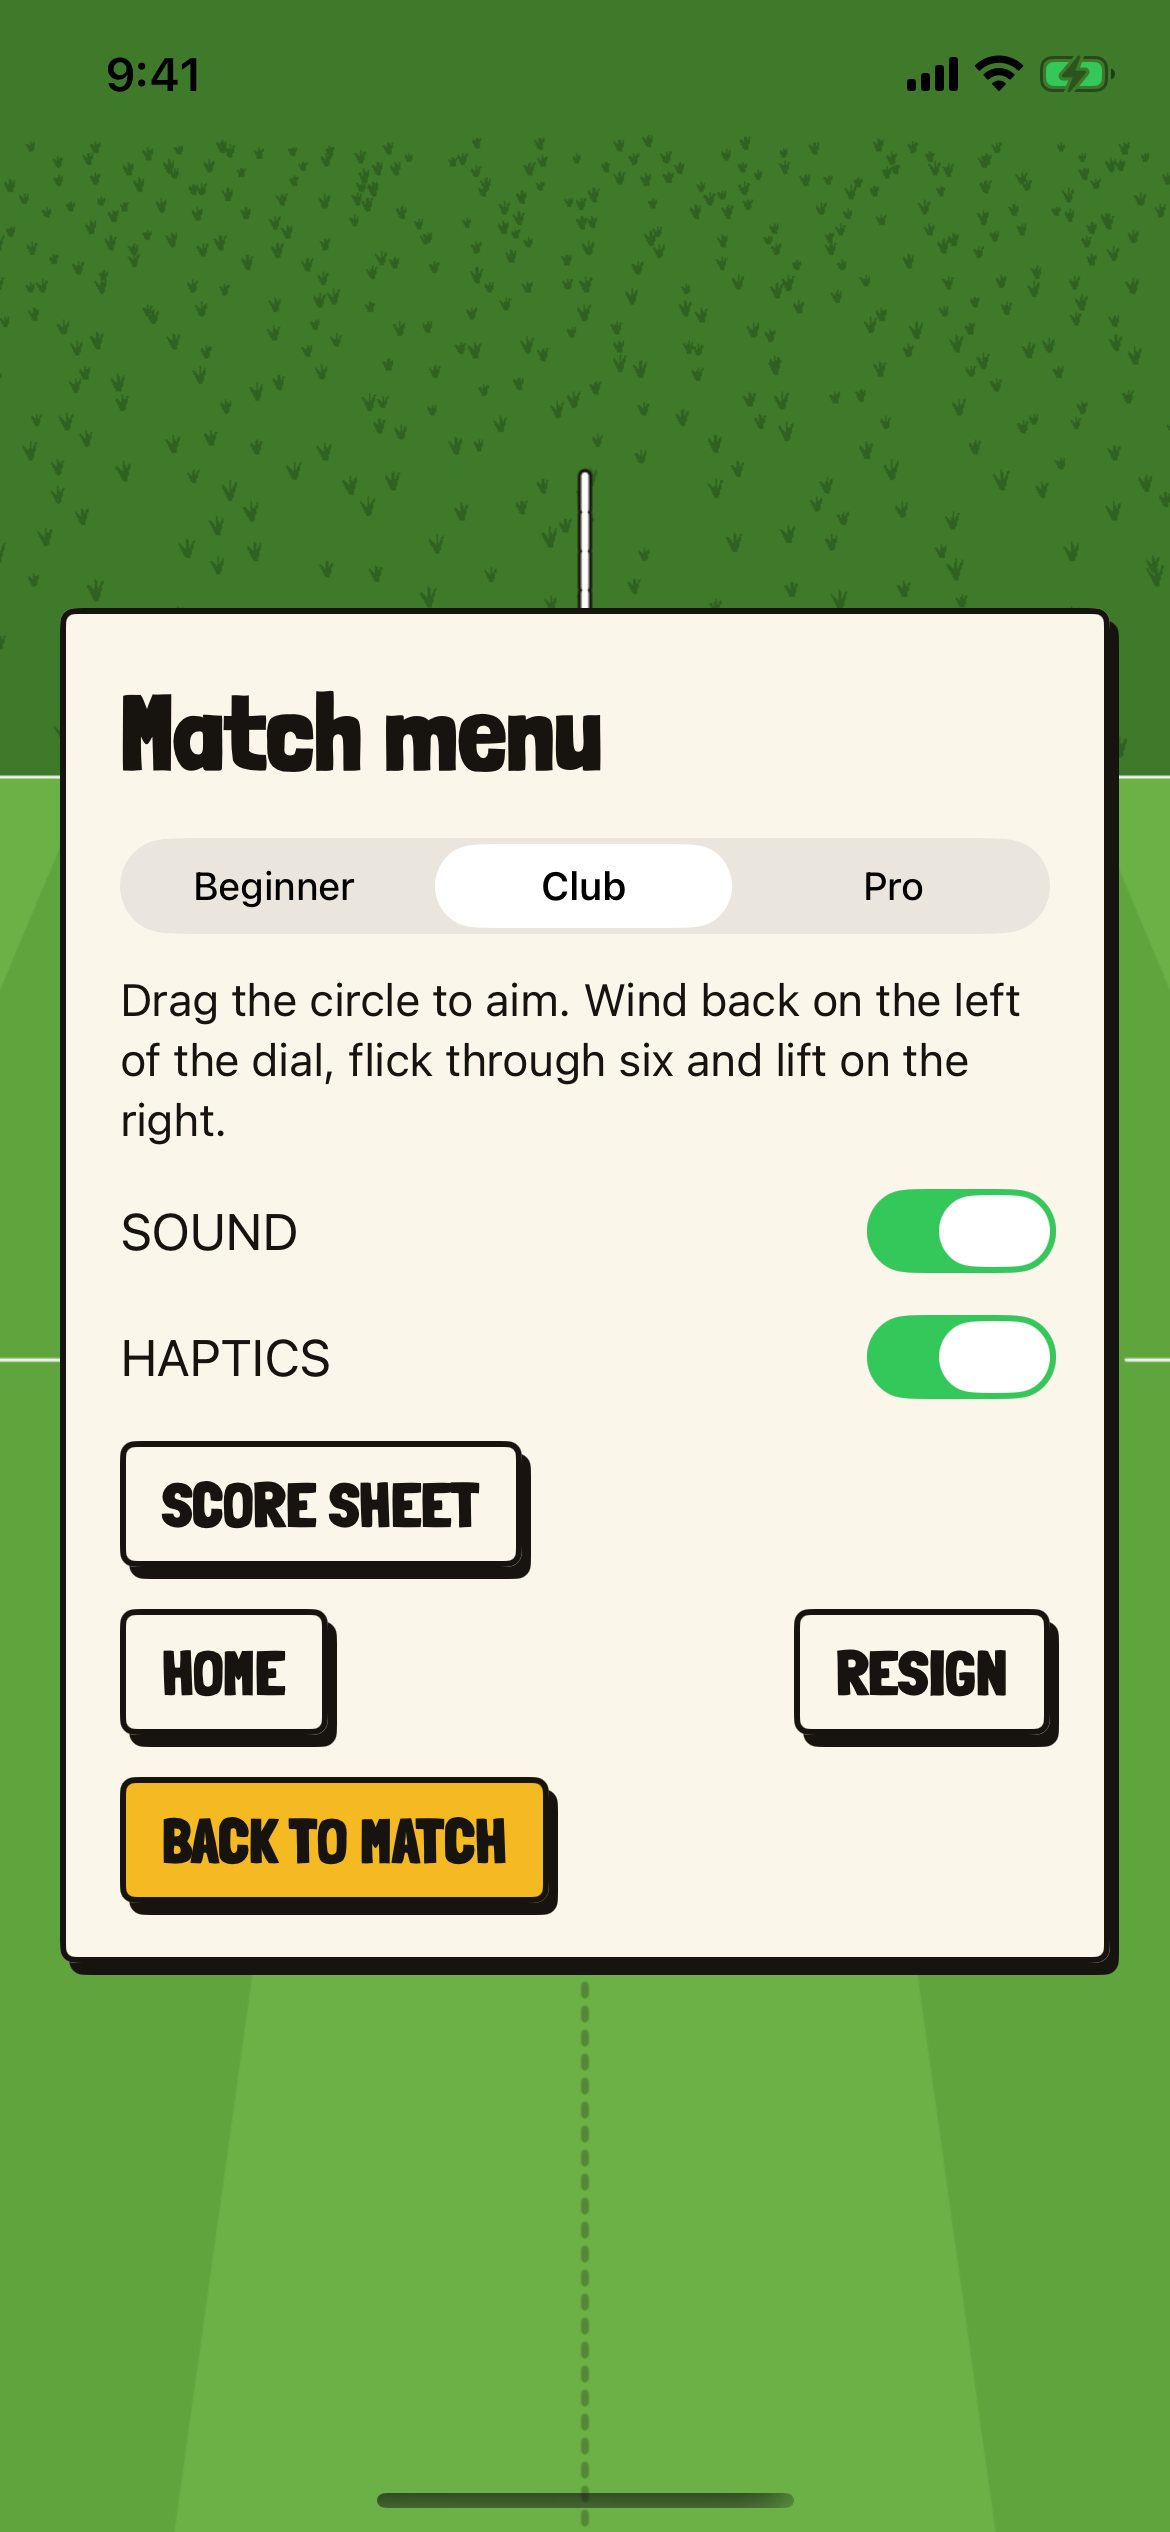 9:41
Match menu
Beginner Club Pro
Drag the circle to aim. Wind back on the left
of the dial, flick through six and lift on the
right.
SOUND
HAPTICS
SCORE SHEET
HOME RESIGN
BACK TO MATCH